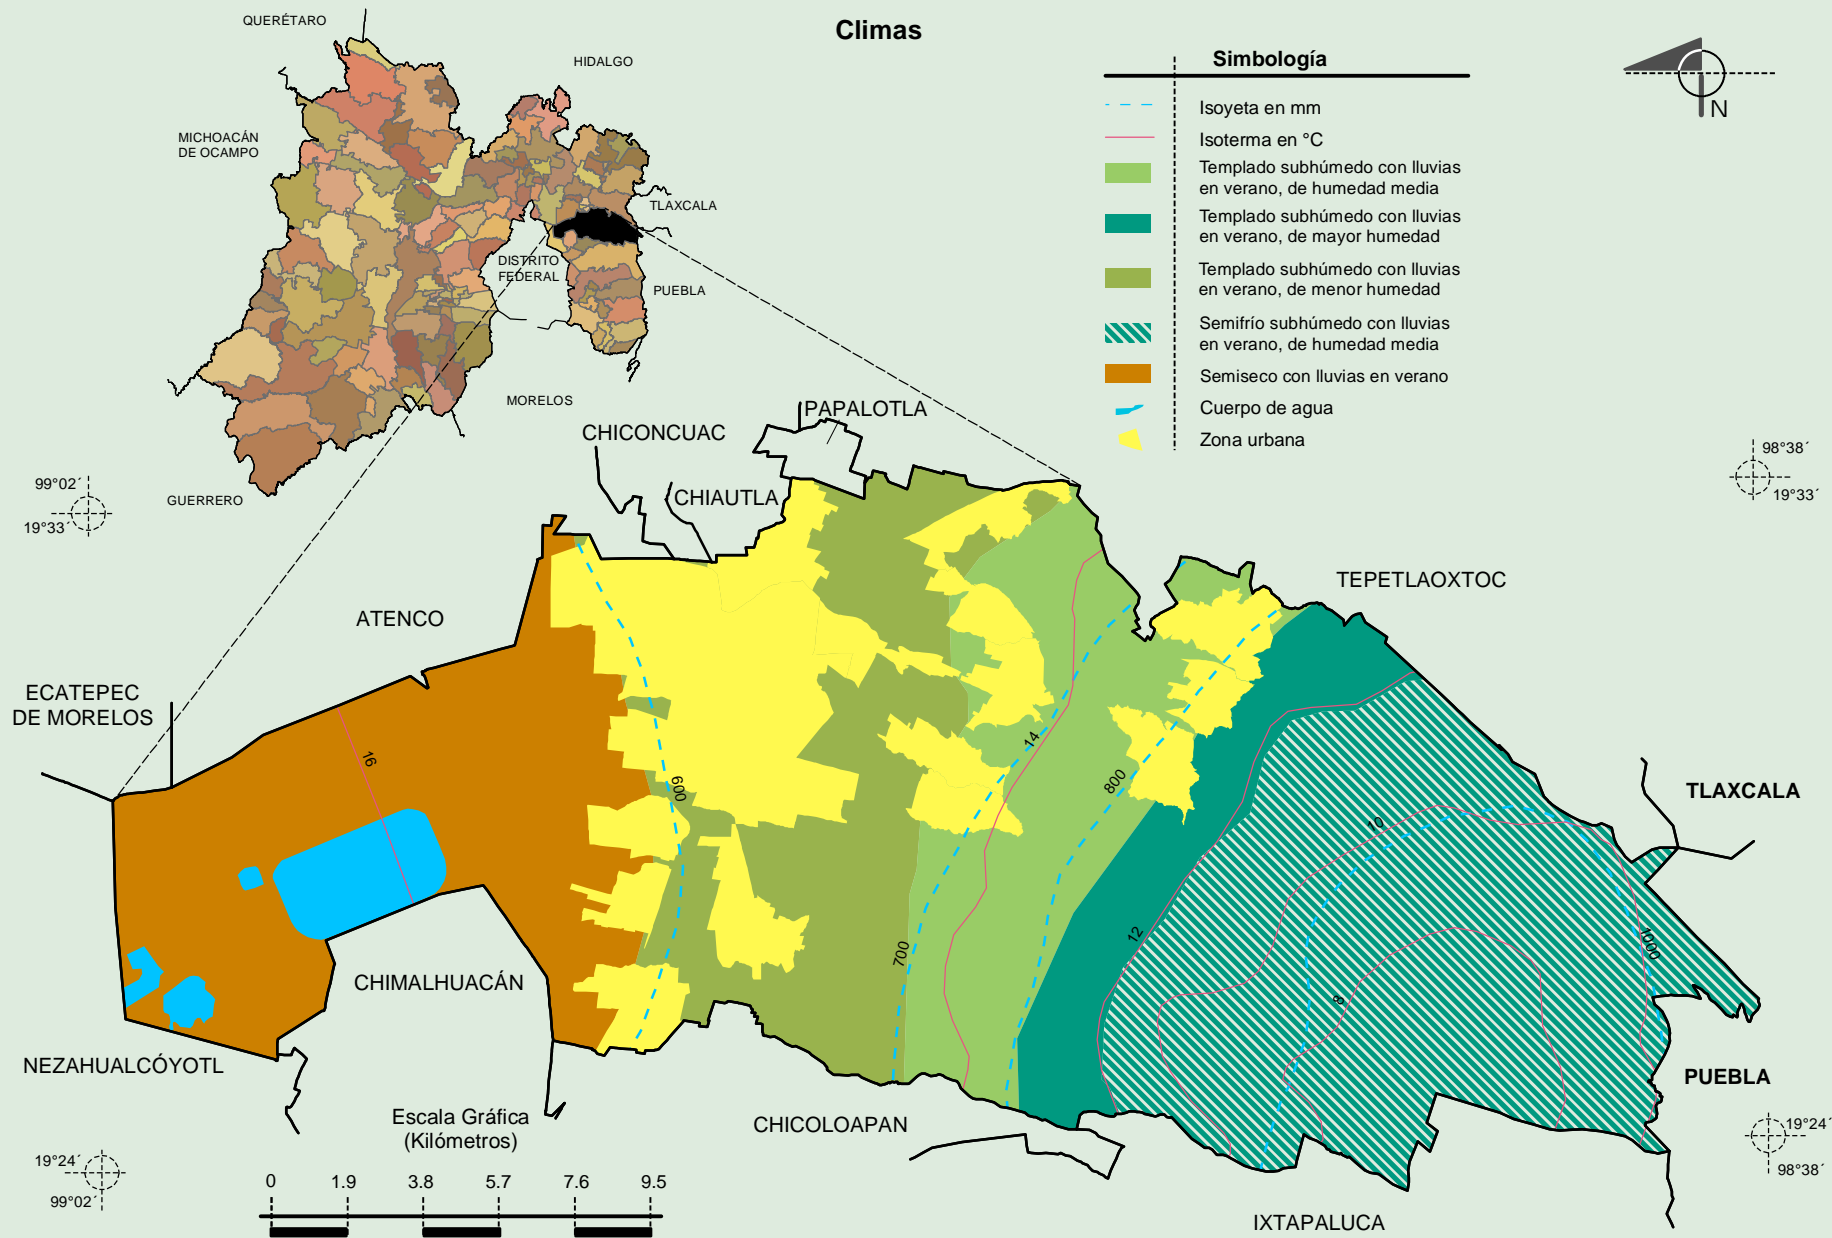 Climas
QUERÉTARO
HIDALGO
MICHOACÁN
DE OCAMPO
TLAXCALA
DISTRITO
FEDERAL
PUEBLA
MORELOS
GUERRERO
Simbología
Isoyeta en mm
Isoterma en °C
Templado subhúmedo con lluvias
en verano, de humedad media
Templado subhúmedo con lluvias
en verano, de mayor humedad
Templado subhúmedo con lluvias
en verano, de menor humedad
Semifrío subhúmedo con lluvias
en verano, de humedad media
Semiseco con lluvias en verano
Cuerpo de agua
Zona urbana
N
99°02´
19°33´
98°38´
19°33´
PAPALOTLA
CHICONCUAC
CHIAUTLA
TEPETLAOXTOC
ATENCO
ECATEPEC
DE MORELOS
16
600
14
800
700
12
10
8
1000
TLAXCALA
PUEBLA
CHIMALHUACÁN
NEZAHUALCÓYOTL
CHICOLOAPAN
IXTAPALUCA
Escala Gráfica
(Kilómetros)
0 1.9 3.8 5.7 7.6 9.5
19°24´
99°02´
19°24´
98°38´